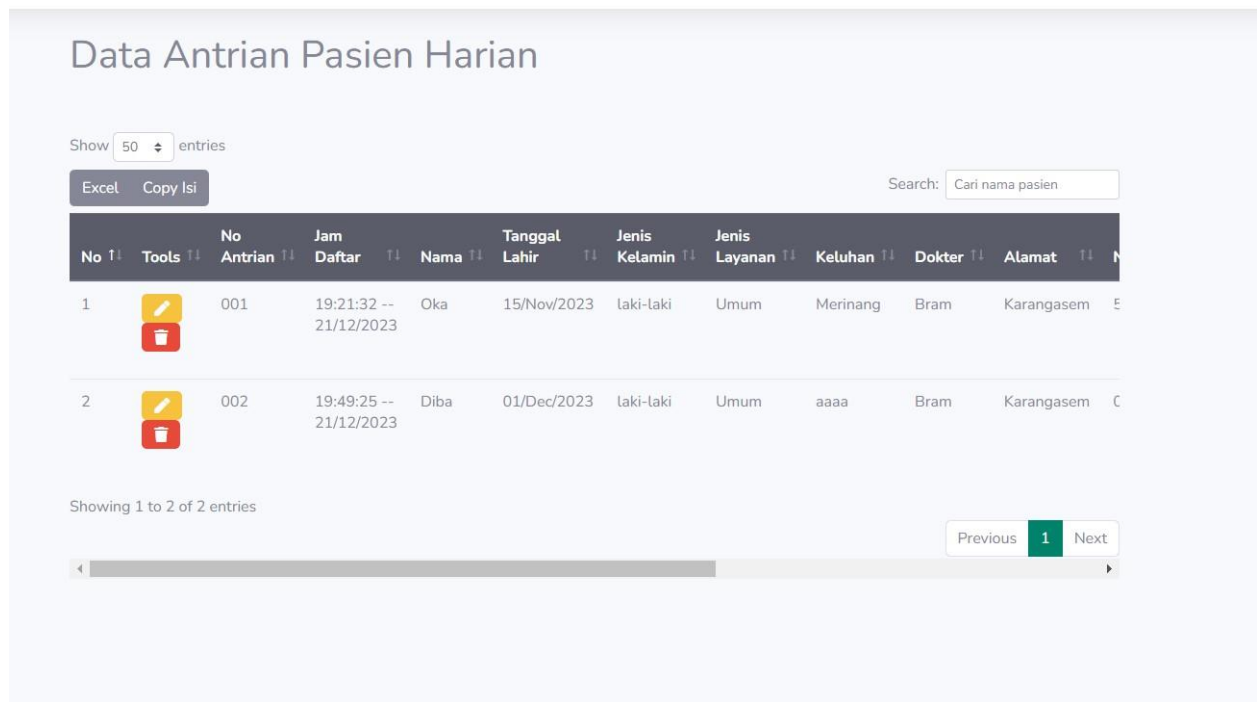 Data Antrian Pasien Harian
Show 50 entries
Excel Copy Isi Search: Cari nama pasien
No Tools No Antrian Jam Daftar Nama Tanggal Lahir Jenis Kelamin Jenis Layanan Keluhan Dokter Alamat
1 001 19:21:32 -- Oka 15/Nov/2023 laki-laki Umum Merinang Bram Karangasem
21/12/2023
2 002 19:49:25 -- Diba 01/Dec/2023 laki-laki Umum aaaa Bram Karangasem
21/12/2023
Showing 1 to 2 of 2 entries
Previous 1 Next